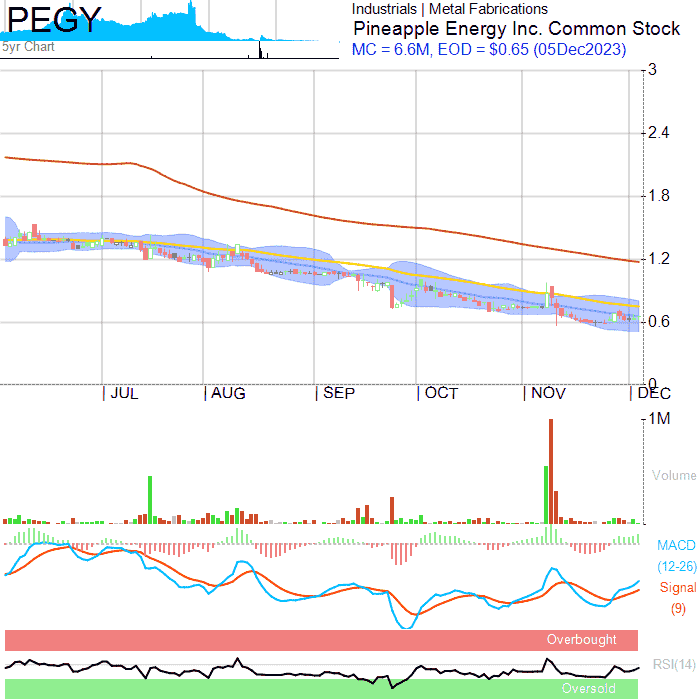 PEGY
5yr Chart
Industrials | Metal Fabrications
Pineapple Energy Inc. Common Stock
MC = 6.6M, EOD = $0.65 (05Dec2023)
3
2.4
1.8
1.2
0.6
0
JUL AUG SEP OCT NOV DEC
1M
Volume
MACD
(12-26)
Signal
(9)
Overbought
RSI(14)
Oversold